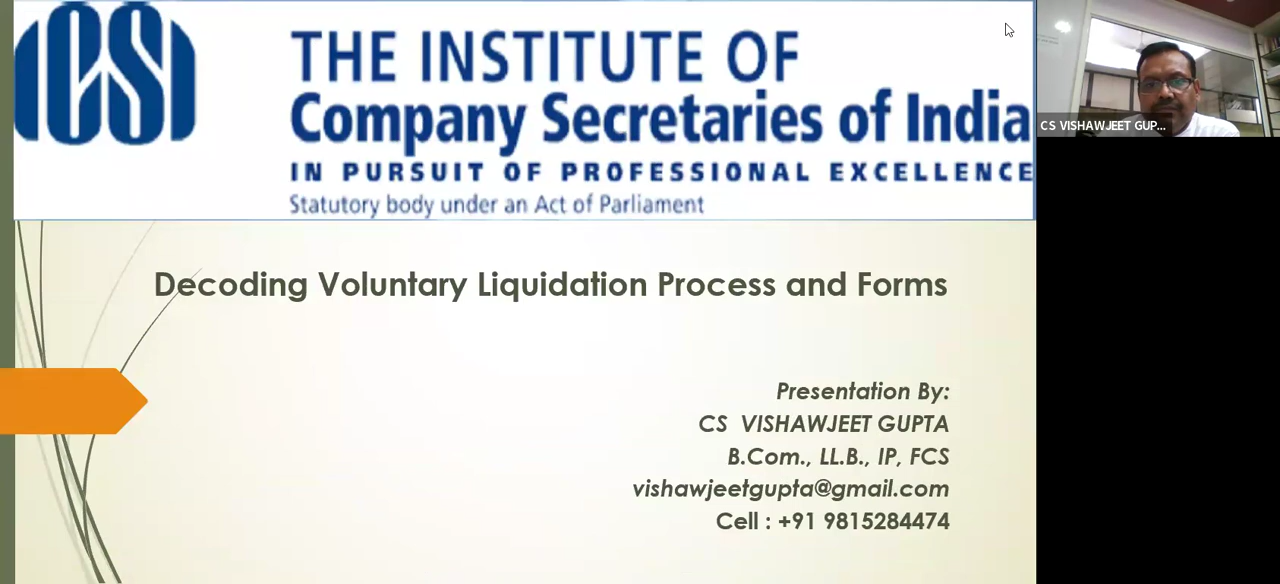 ICSI
THE INSTITUTE OF
Company Secretaries of India
IN PURSUIT OF PROFESSIONAL EXCELLENCE
Statutory body under an Act of Parliament
CS VISHAWJEET GUP...
Decoding Voluntary Liquidation Process and Forms
Presentation By:
CS VISHAWJEET GUPTA
B.Com., LL.B., IP, FCS
vishawjeetgupta@gmail.com
Cell : +91 9815284474